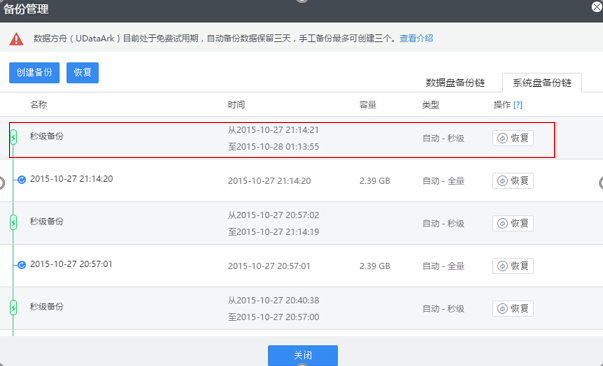 备份管理
数据方舟（UDataArk）目前处于免费试用期，自动备份数据保留三天，手工备份最多可创建三个。查看介绍
创建备份 恢复
数据盘备份链 系统盘备份链
名称 时间 容量 类型 操作 [?]
秒级备份 从2015-10-27 21:14:21 自动 - 秒级 恢复
至2015-10-28 01:13:55
2015-10-27 21:14:20 2015-10-27 21:14:20 2.39 GB 自动 - 全量 恢复
秒级备份 从2015-10-27 20:57:02 自动 - 秒级 恢复
至2015-10-27 21:14:19
2015-10-27 20:57:01 2015-10-27 20:57:01 2.39 GB 自动 - 全量 恢复
秒级备份 从2015-10-27 20:40:38 自动 - 秒级 恢复
至2015-10-27 20:57:00
关闭